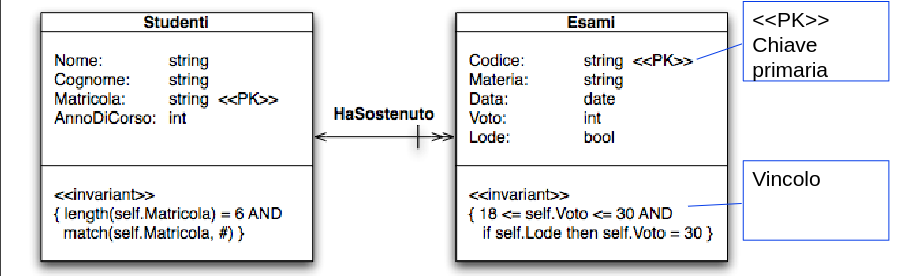 Studenti
Nome: string
Cognome: string
Matricola: string <<PK>>
AnnoDiCorso: int
<<invariant>>
{ length(self.Matricola) = 6 AND
match(self.Matricola, #) }
HaSostenuto
Esami
Codice: string <<PK>>
Materia: string
Data: date
Voto: int
Lode: bool
<<invariant>>
{ 18 <= self.Voto <= 30 AND
if self.Lode then self.Voto = 30 }
<<PK>>
Chiave
primaria
Vincolo